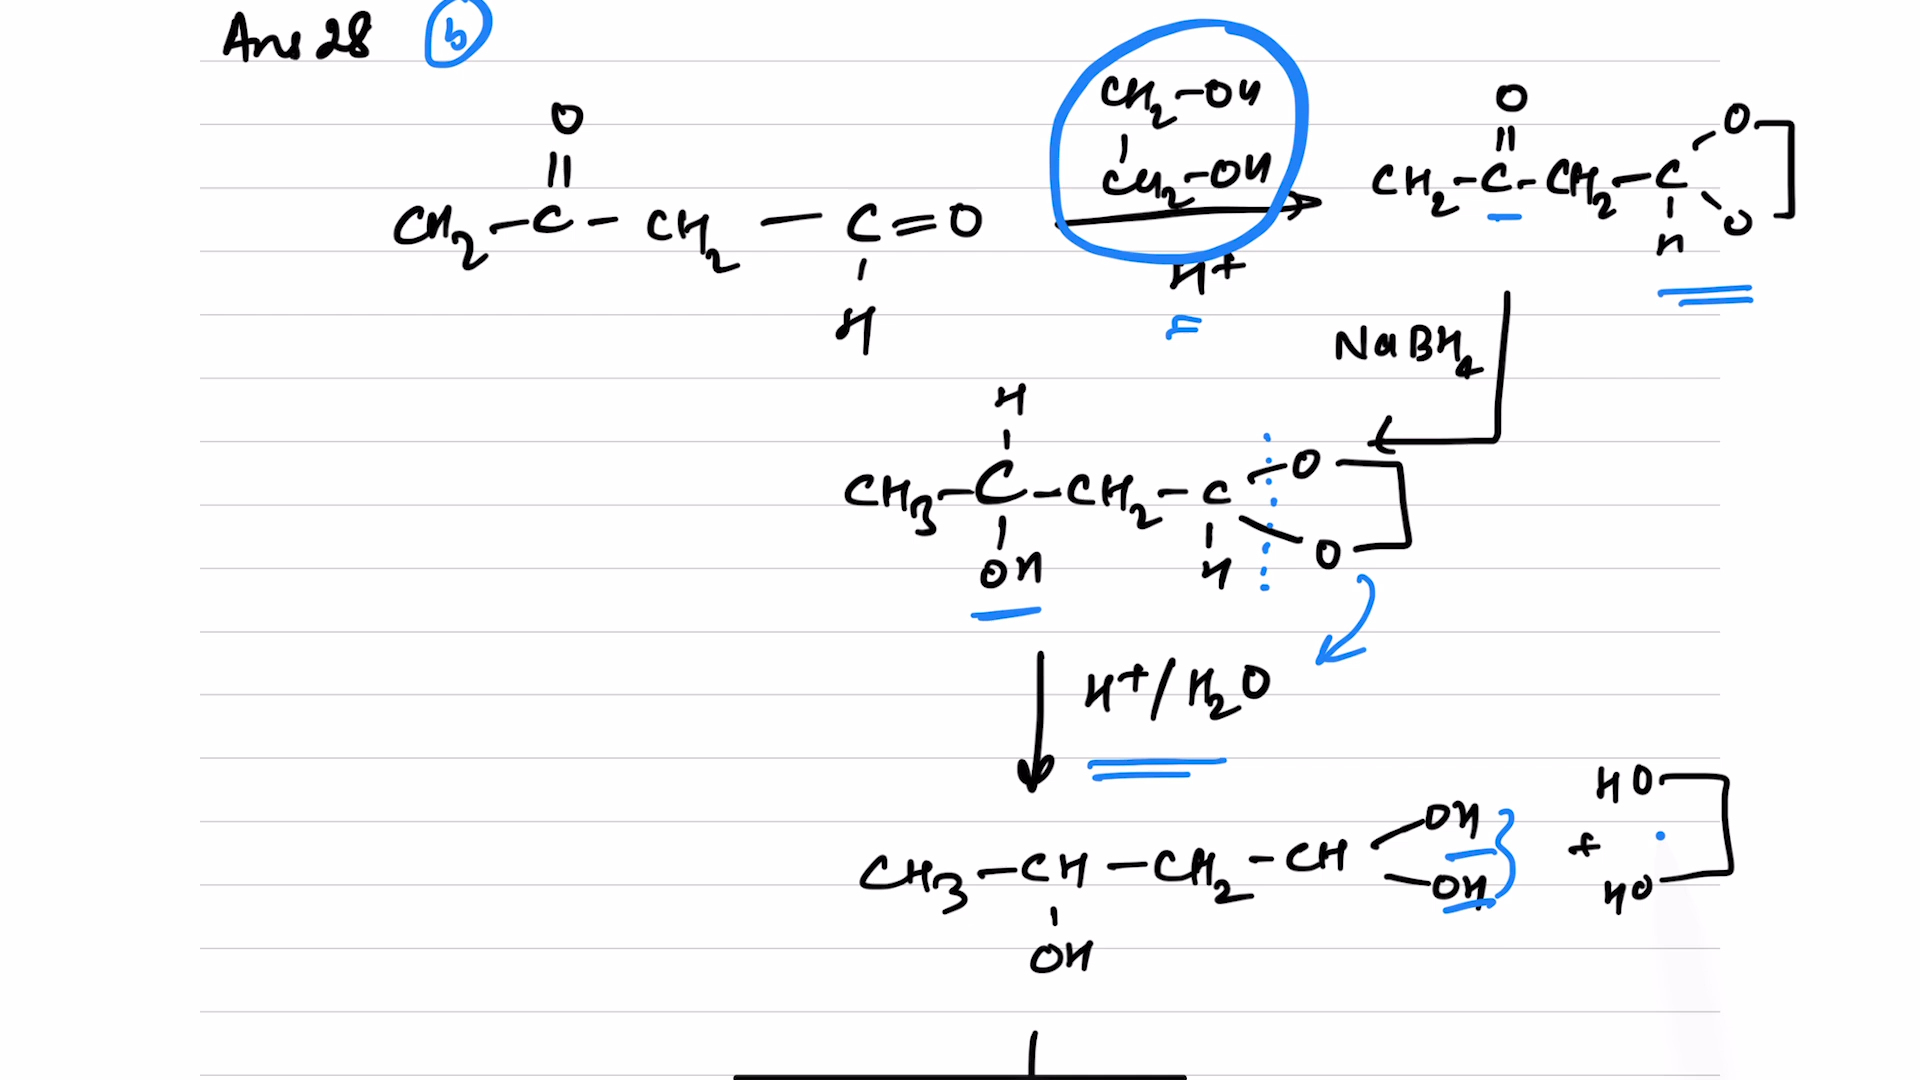 Ans 28 b
O
||
CH2-C-CH2-C=O
H
CH2-OH
CH2-OH
H+
O
||
CH2-C-CH2-C
O
O
H
NaBH4
H
CH3-C-CH2-C
O
O
OH
H
H+/H2O
CH3-CH-CH2-CH
OH
OH
OH
+
HO
HO